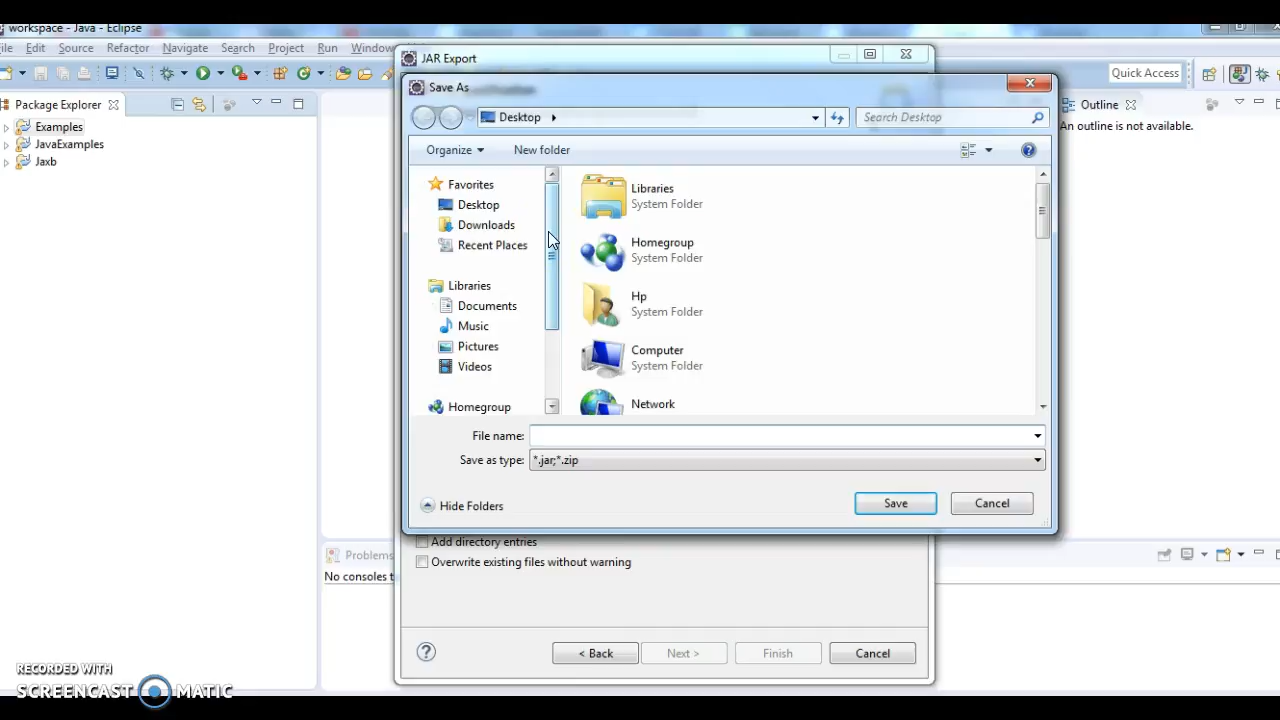 workspace - Java - Eclipse
File Edit Source Refactor Navigate Search Project Run Window
Quick Access
Package Explorer
Examples
JavaExamples
Jaxb
JAR Export
Save As
Desktop
Search Desktop
Organize
New folder
Favorites
Desktop
Downloads
Recent Places
Libraries
Documents
Music
Pictures
Videos
Homegroup
Libraries
System Folder
Homegroup
System Folder
Hp
System Folder
Computer
System Folder
Network
File name:
Save as type: *.jar;*.zip
Hide Folders
Save
Cancel
Add directory entries
Overwrite existing files without warning
< Back
Next >
Finish
Cancel
Outline
An outline is not available.
Problems
No consoles t
RECORDED WITH
SCREENCAST MATIC